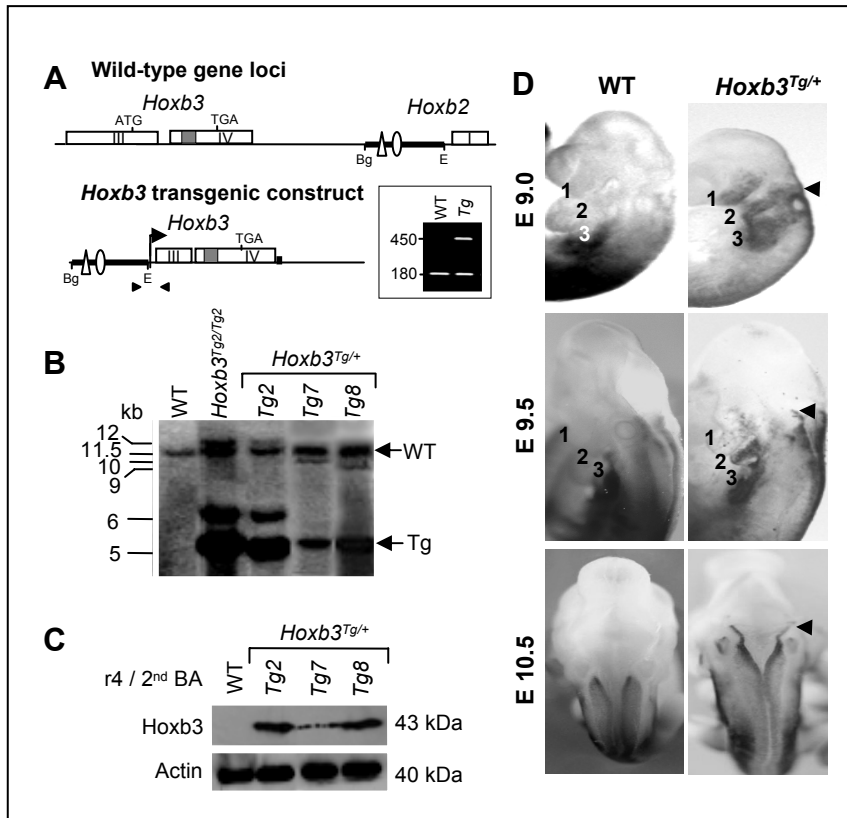 A
Wild-type gene loci
Hoxb3
Hoxb2
ATG
TGA
III
IV
Bg
E
Hoxb3 transgenic construct
Hoxb3
TGA
III
IV
Bg
E
WT
Tg
450
180
B
kb
WT
Hoxb3Tg2/Tg2
Hoxb3Tg/+
Tg2
Tg7
Tg8
12
11.5
10
9
6
5
WT
Tg
C
Hoxb3Tg/+
r4 / 2nd BA
WT
Tg2
Tg7
Tg8
Hoxb3
43 kDa
Actin
40 kDa
D
WT
Hoxb3Tg/+
E 9.0
1
2
3
1
2
3
E 9.5
1
2
3
1
2
3
E 10.5